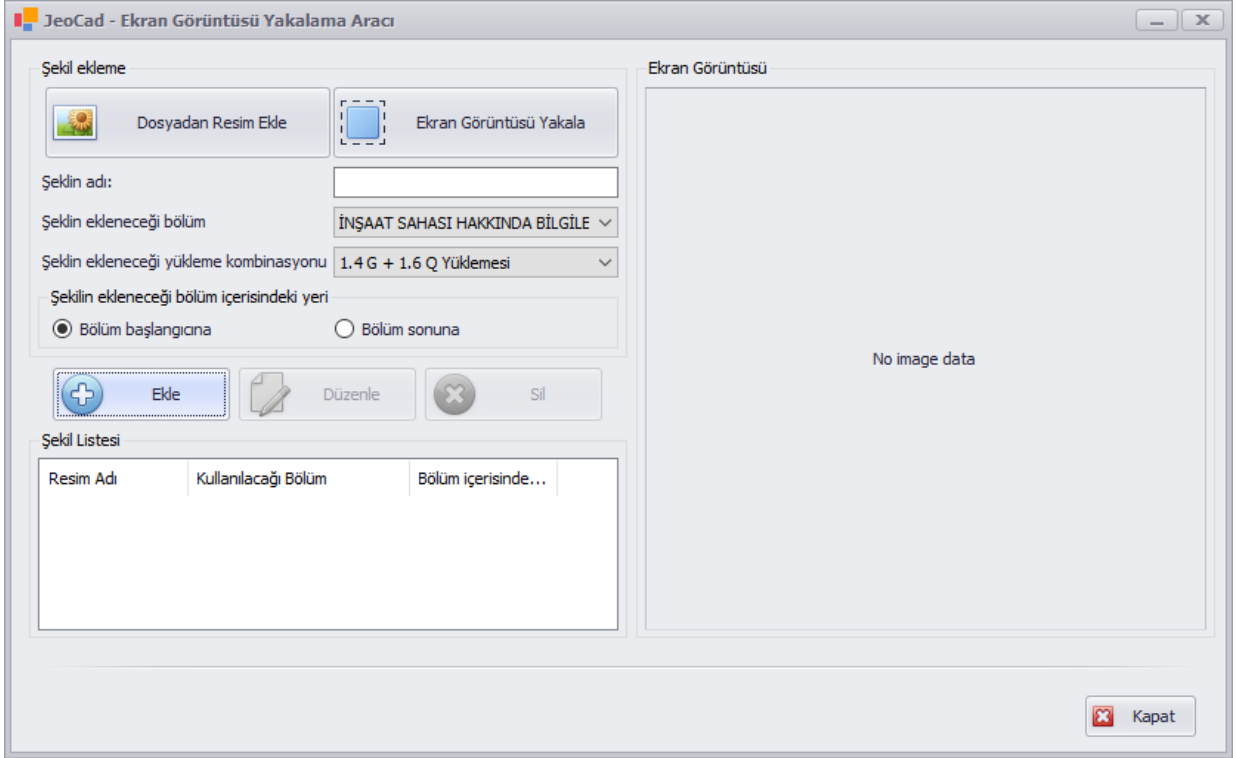 JeoCad - Ekran Görüntüsü Yakalama Aracı
Şekil ekleme
Dosyadan Resim Ekle
Ekran Görüntüsü Yakala
Şeklin adı:
Şeklin ekleneceği bölüm
İNŞAAT SAHASI HAKKINDA BİLGİLE
Şeklin ekleneceği yükleme kombinasyonu
1.4 G + 1.6 Q Yüklemesi
Şekilin ekleneceği bölüm içerisindeki yeri
Bölüm başlangıcına
Bölüm sonuna
Ekle
Düzenle
Sil
Şekil Listesi
Resim Adı
Kullanılacağı Bölüm
Bölüm içerisinde...
Ekran Görüntüsü
No image data
Kapat